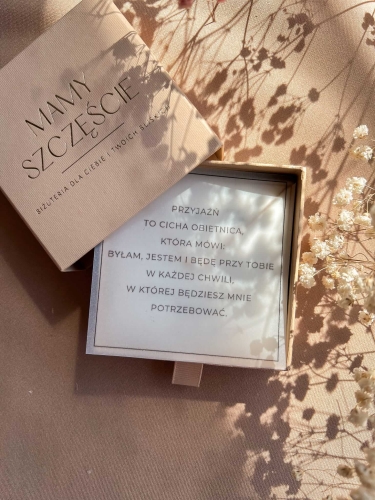 MAMY
SZCZĘŚCIE
BIŻUTERIA DLA CIEBIE I TWOICH BLISKICH
PRZYJAŹŃ
TO CICHA OBIETNICA,
KTÓRA MÓWI:
BYŁAM, JESTEM I BĘDĘ PRZY TOBIE
W KAŻDEJ CHWILI,
W KTÓREJ BĘDZIESZ MNIE
POTRZEBOWAĆ.